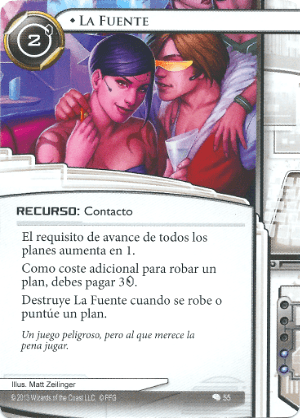 • La Fuente
2
RECURSO: Contacto
El requisito de avance de todos los
planes aumenta en 1.
Como coste adicional para robar un
plan, debes pagar 3.
Destruye La Fuente cuando se robe o
puntúe un plan.
Un juego peligroso, pero al que merece la
pena jugar.
Illus. Matt Zeilinger
© 2013 Wizards of the Coast LLC. © FFG
55